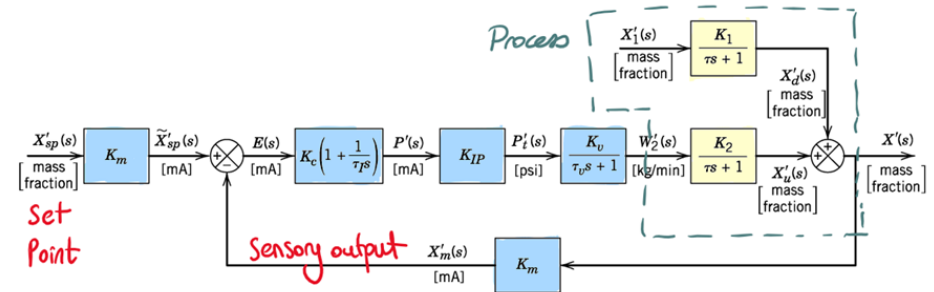 Process
X′₁(s)
[mass
fraction]
K₁
τs + 1
X′d(s)
[mass
fraction]
X′sp(s)
[mass
fraction]
Kₘ
X̃′sp(s)
[mA]
+
−
E(s)
[mA]
Kc(1 + 1/τIs)
P′(s)
[mA]
KIP
P′t(s)
[psi]
Kv
τvs + 1
W′₂(s)
[kg/min]
K₂
τs + 1
X′u(s)
[mass
fraction]
+
+
X′(s)
[mass
fraction]
Set
Point
Sensory output
X′m(s)
[mA]
Kₘ